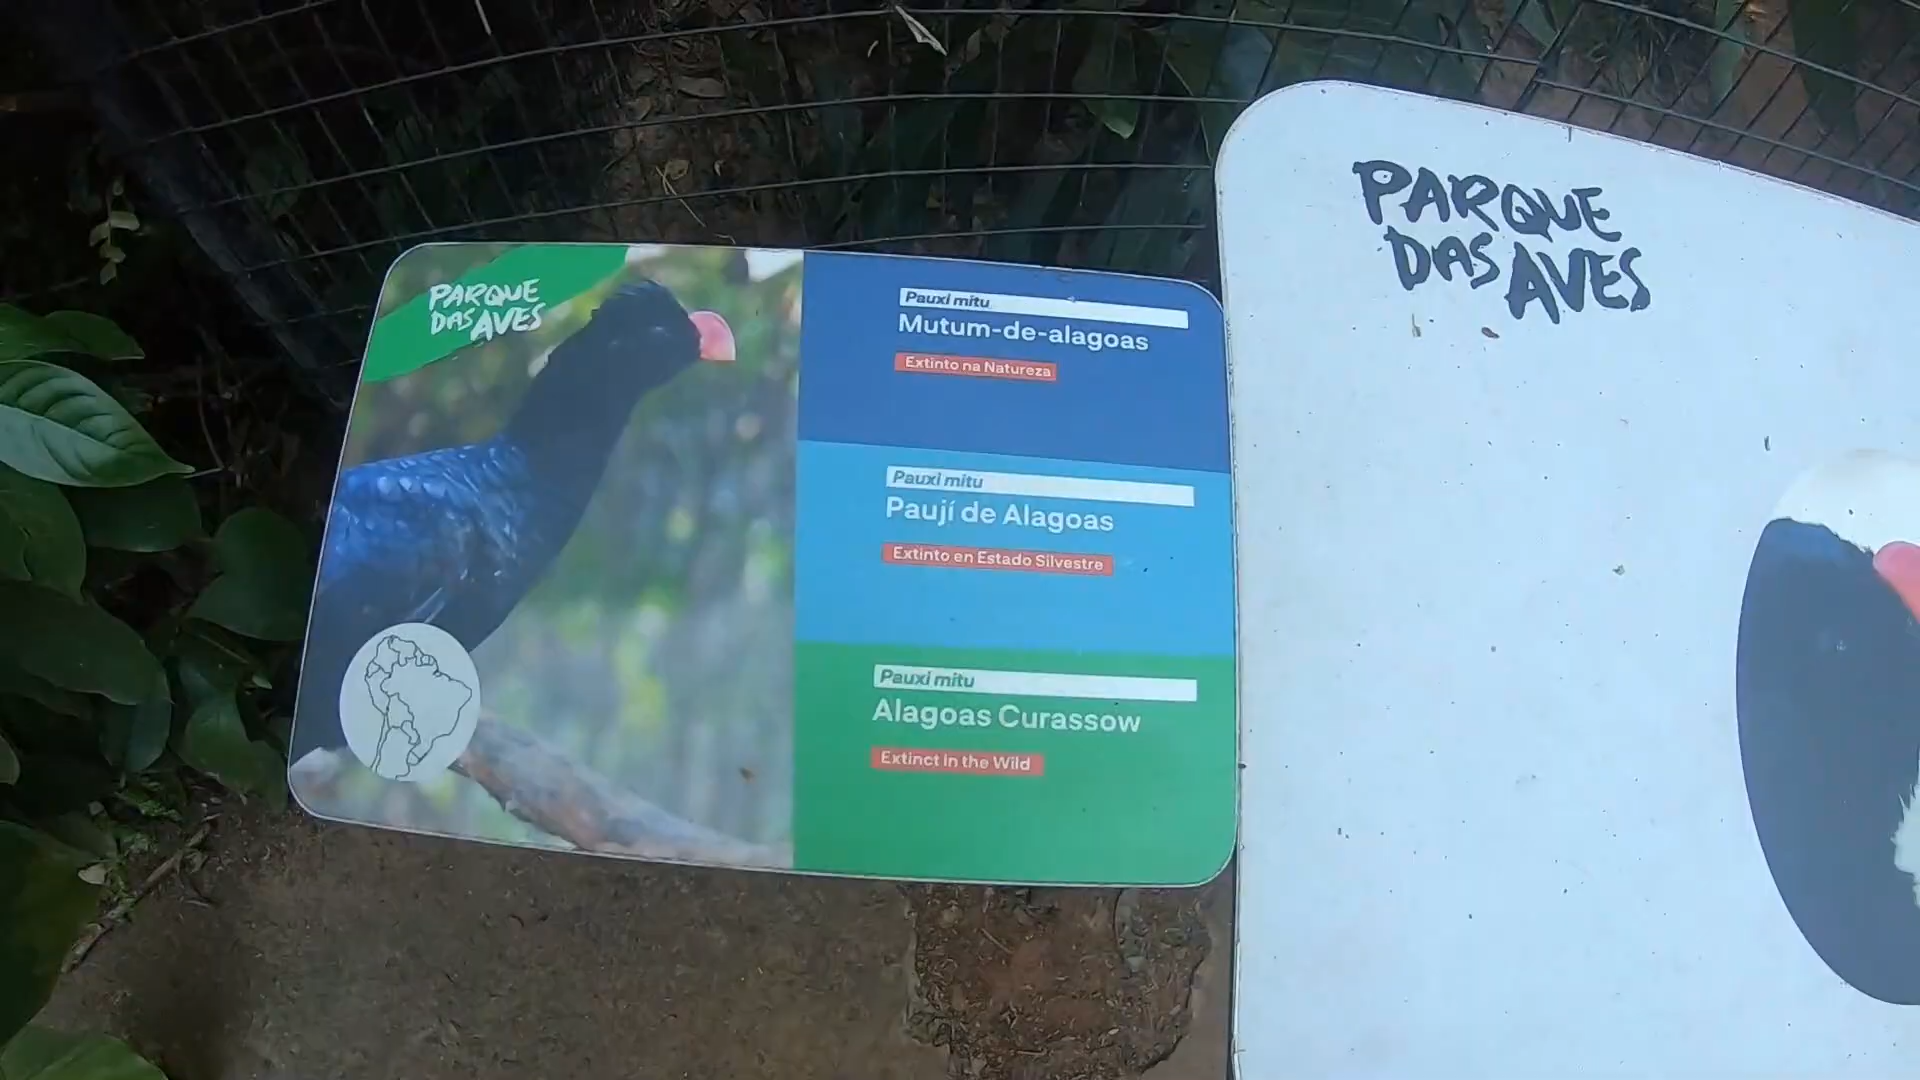 PARQUE
DAS AVES
Pauxi mitu
Mutum-de-alagoas
Extinto na Natureza
Pauxi mitu
Paují de Alagoas
Extinto en Estado Silvestre
Pauxi mitu
Alagoas Curassow
Extinct in the Wild
PARQUE
DAS AVES